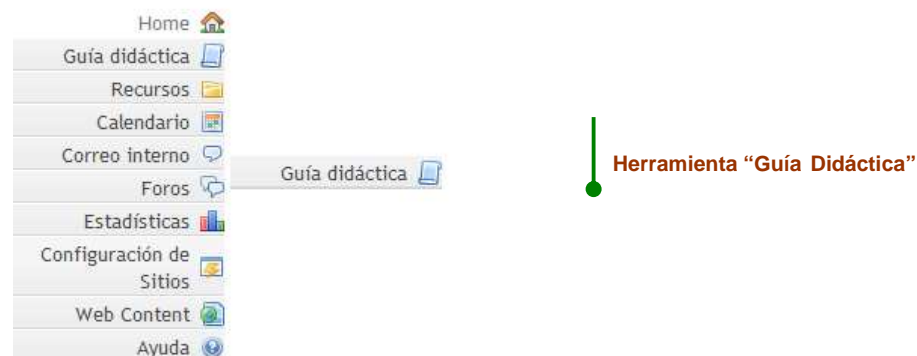 Home
Guía didáctica
Recursos
Calendario
Correo interno
Foros
Estadísticas
Configuración de
Sitios
Web Content
Ayuda
Guía didáctica
Herramienta “Guía Didáctica”